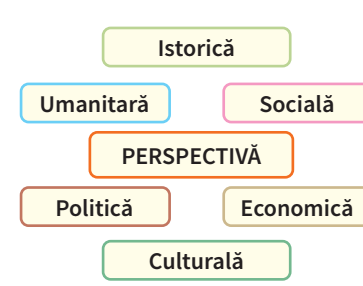 Istorică
Umanitară
Socială
PERSPECTIVĂ
Politică
Economică
Culturală